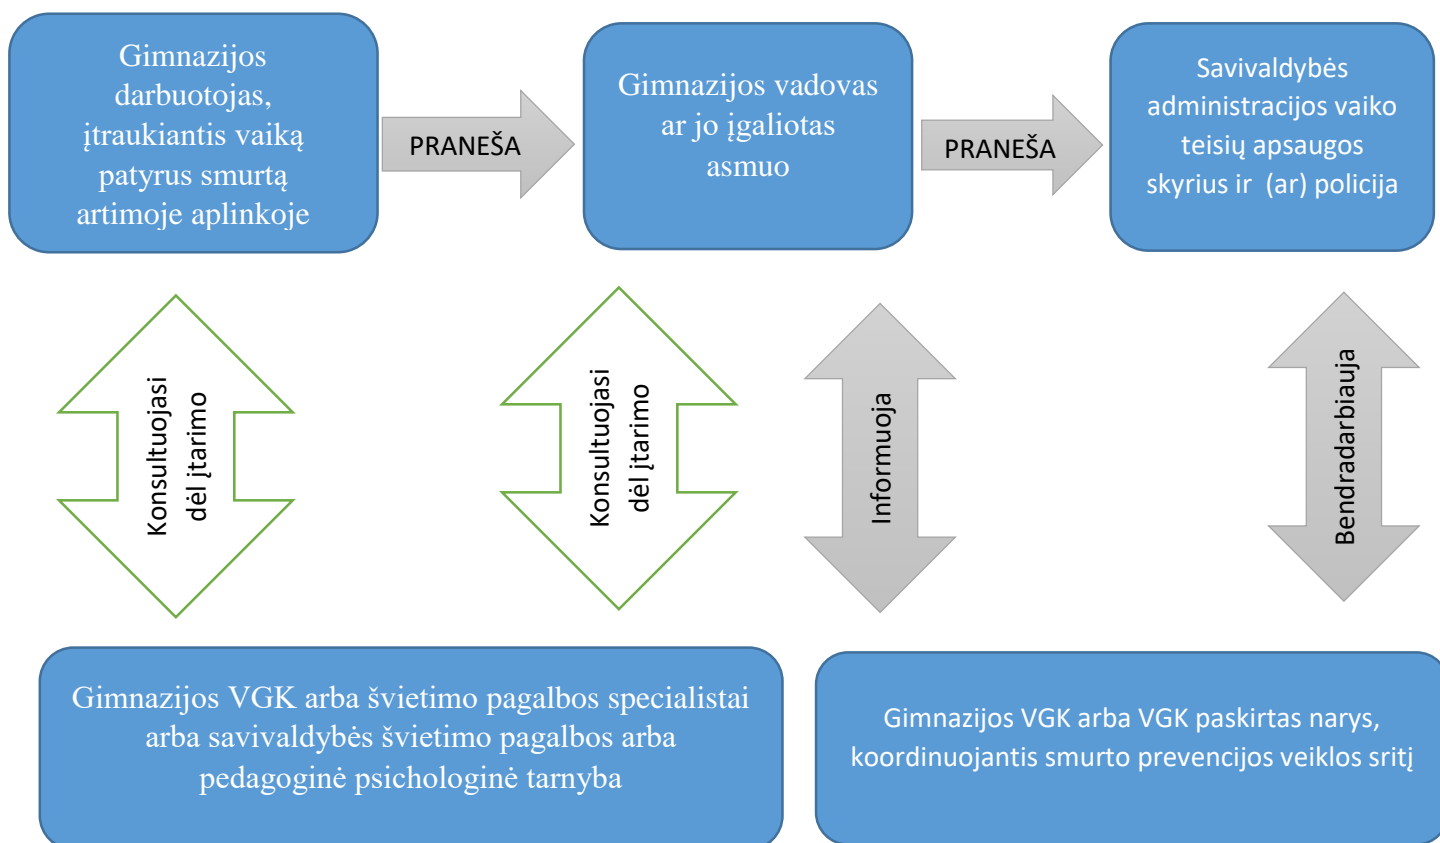 Gimnazijos
darbuotojas,
įtraukiantis vaiką
patyrus smurtą
artimoje aplinkoje
PRANEŠA
Gimnazijos vadovas
ar jo įgaliotas
asmuo
PRANEŠA
Savivaldybės
administracijos vaiko
teisių apsaugos
skyrius ir (ar) policija
Konsultuojasi
dėl įtarimo
Konsultuojasi
dėl įtarimo
Informuoja
Bendradarbiauja
Gimnazijos VGK arba švietimo pagalbos specialistai
arba savivaldybės švietimo pagalbos arba
pedagoginė psichologinė tarnyba
Gimnazijos VGK arba VGK paskirtas narys,
koordinuojantis smurto prevencijos veiklos sritį